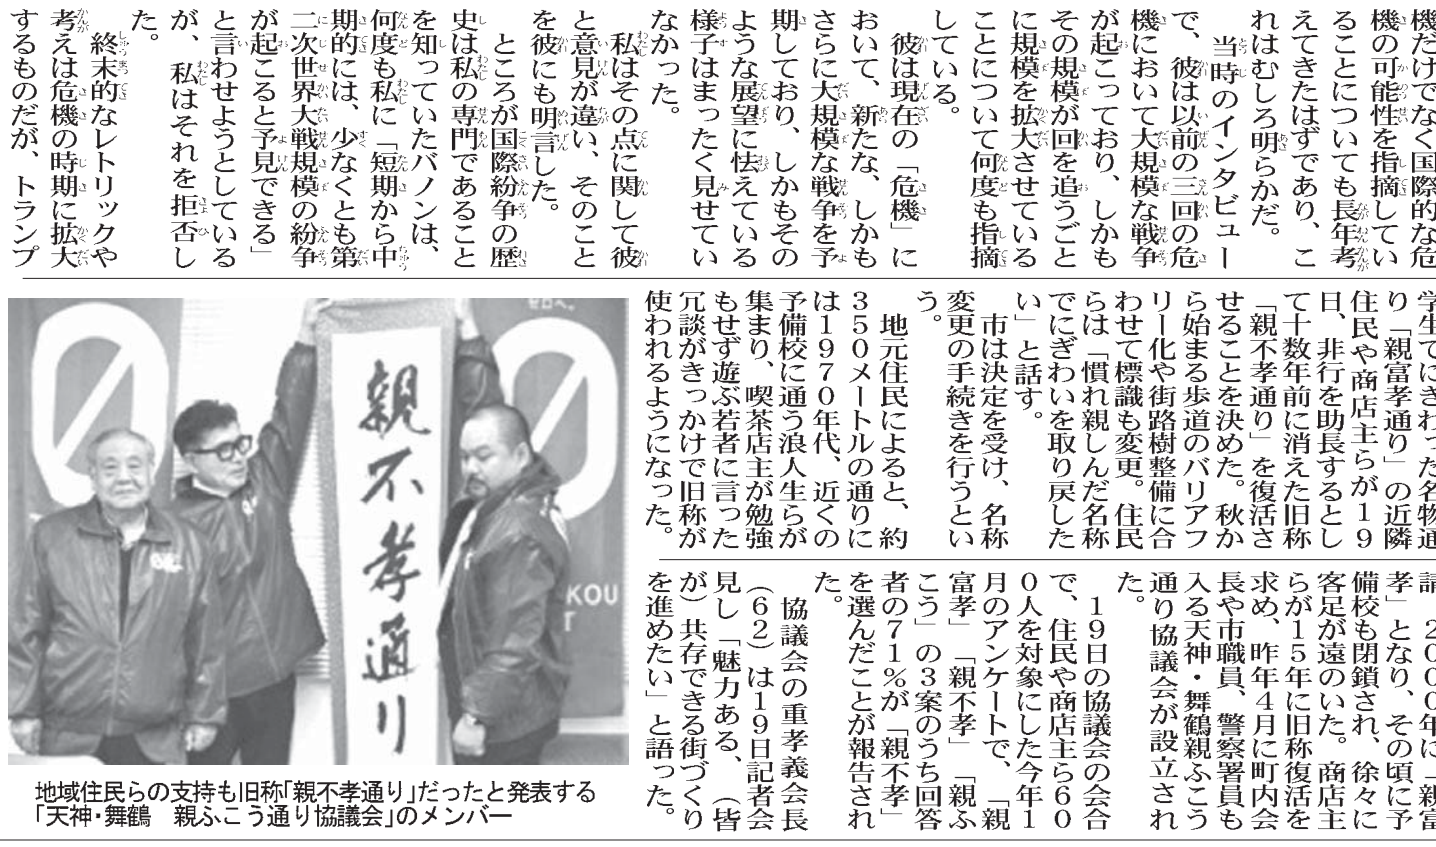 機だけでなく国際的な危
機の可能性を指摘してい
ることについても長年考
えてきたはずであり、こ
れはむしろ明らかだ。
当時のインタビュー
で、彼は以前の三回の危
機において大規模な戦争
が起こっており、しかも
その規模が回を追うごと
に規模を拡大させている
ことについて何度も指摘
している。
彼は現在の「危機」に
おいて、新たな、しかも
さらに大規模な戦争を予
期しており、しかもその
ような展望に怯えている
様子はまったく見せてい
なかった。
私はその点に関して彼
と意見が違い、そのこと
を彼にも明言した。
ところが国際紛争の歴
史は私の専門であること
を知っていたバノンは、
何度も私に「短期から中
期的には、少なくとも第
二次世界大戦規模の紛争
が起こると予見できる」
と言わせようとしている
が、私はそれを拒否し
た。
終末的なレトリックや
考えは危機の時期に拡大
するものだが、トランプ
学生でにぎわった名物通
り「親富孝通り」の近隣
住民や商店主らが19
日、非行を助長するとし
て十数年前に消えた旧称
「親不孝通り」を復活さ
せることを決めた。秋か
ら始まる歩道のバリアフ
リー化や街路樹整備に合
わせて標識も変更。住民
らは「慣れ親しんだ名称
でにぎわいを取り戻した
い」と話す。
市は決定を受け、名称
変更の手続きを行うとい
う。
地元住民によると、約
350メートルの通りに
は1970年代、近くの
予備校に通う浪人生らが
集まり、喫茶店主が勉強
もせず遊ぶ若者に言った
冗談がきっかけで旧称が
使われるようになった。
2000年に「親富
孝」となり、その頃に予
備校も閉鎖され、徐々に
客足が遠のいた。商店主
らが15年に旧称復活を
求め、昨年4月に町内会
長や市職員、警察署員も
入る天神・舞鶴親ふこう
通り協議会が設立され
た。
19日の協議会の会合
で、住民や商店主ら60
0人を対象にした今年1
月のアンケートで、「親
富孝」「親不孝」「親ふ
こう」の3案のうち回答
者の71%が「親不孝」
を選んだことが報告され
た。
協議会の重孝義会長
(62)は19日記者会
見し「魅力ある、(皆
が)共存できる街づくり
を進めたい」と語った。
ゼロへ。
親不孝通り
KOU
地域住民らの支持も旧称「親不孝通り」だったと発表する
「天神・舞鶴 親ふこう通り協議会」のメンバー